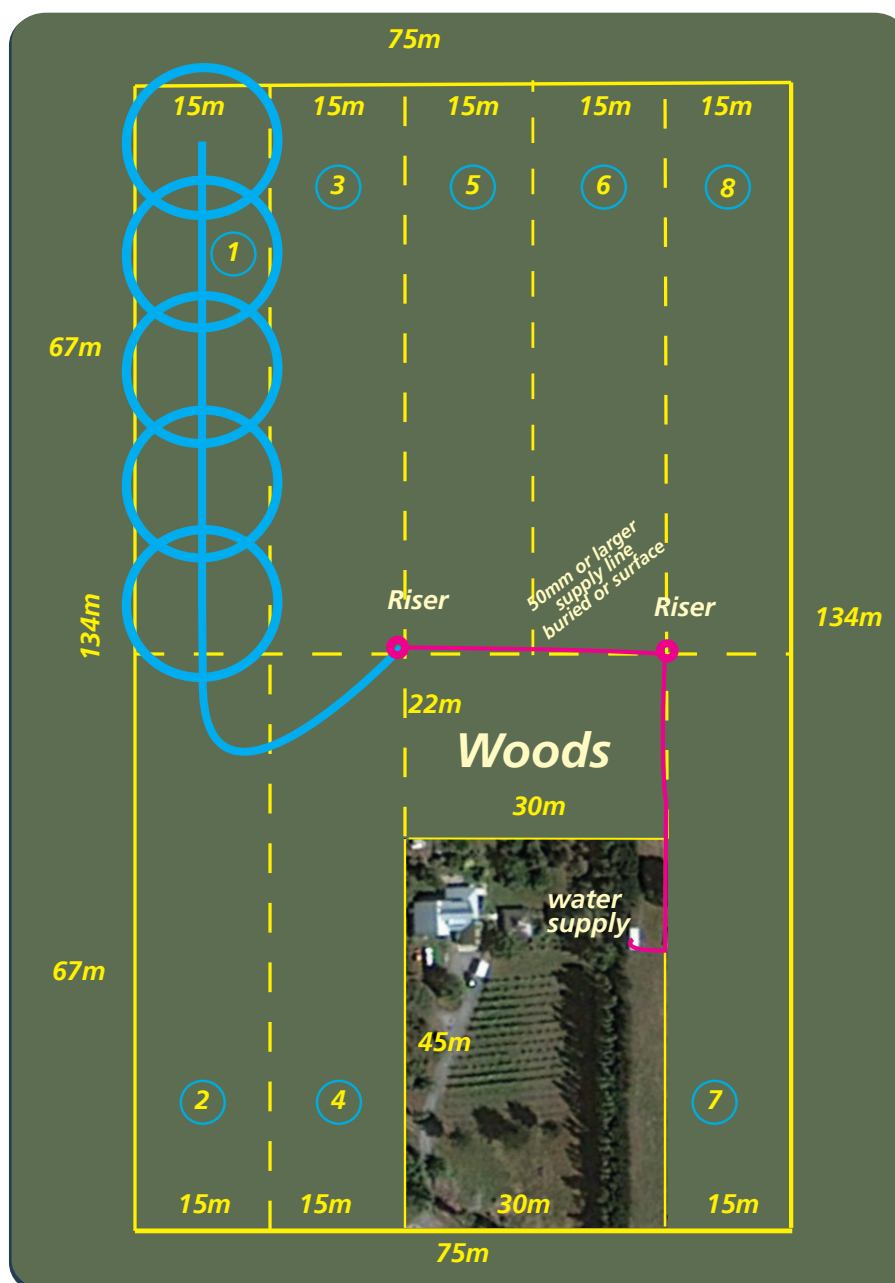 75m
15m
15m
15m
15m
15m
3
5
6
8
1
67m
50mm or larger
supply line
buried or surface
134m
Riser
Riser
134m
22m
Woods
30m
water
supply
67m
45m
2
4
7
15m
15m
30m
15m
75m